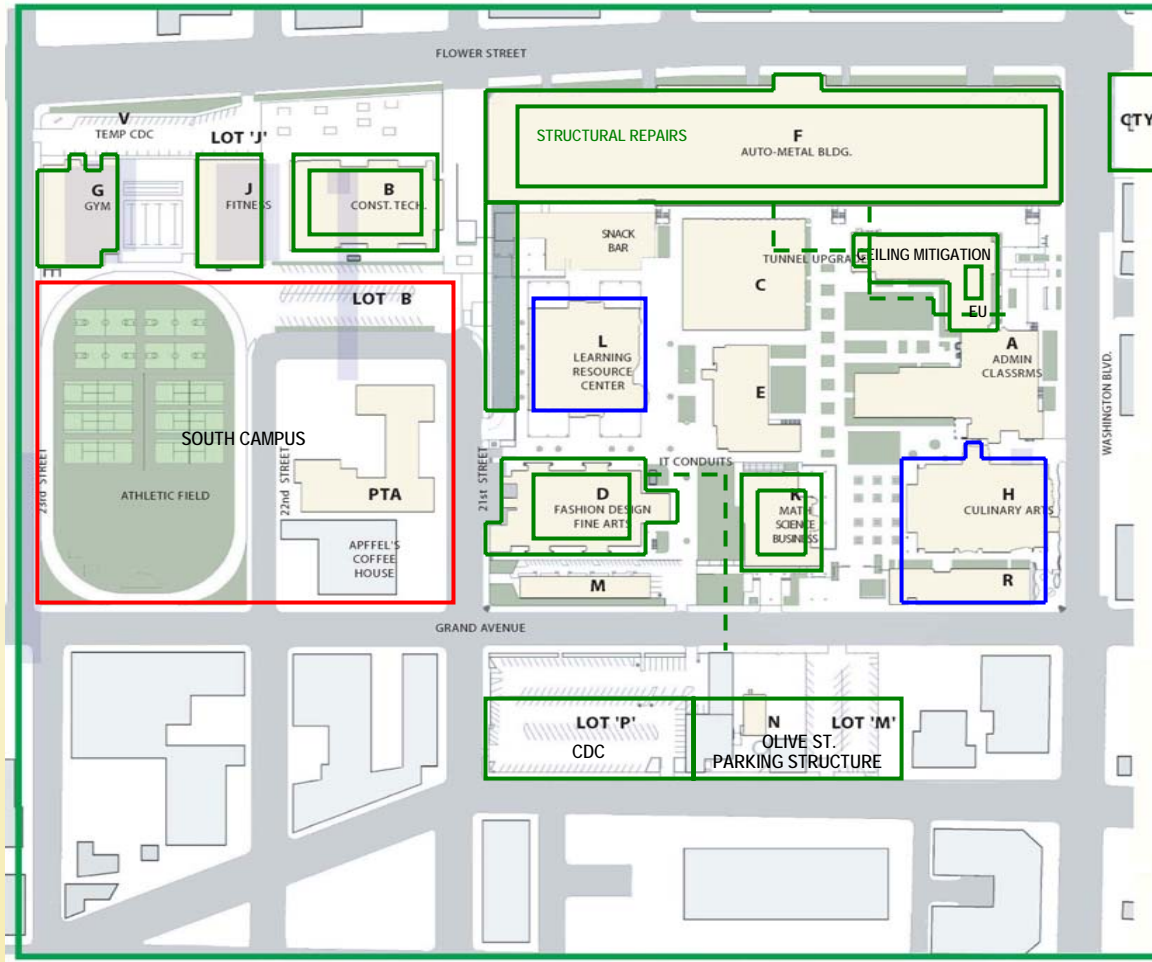 FLOWER STREET
V
TEMP CDC
LOT 'J'
G
GYM
J
FITNESS
B
CONST. TECH.
STRUCTURAL REPAIRS
F
AUTO-METAL BLDG.
CTY
SNACK
BAR
TUNNEL UPGRADE
CEILING MITIGATION
C
EU
LOT B
L
LEARNING
RESOURCE
CENTER
E
A
ADMIN
CLASSRMS
WASHINGTON BLVD.
SOUTH CAMPUS
23rd STREET
ATHLETIC FIELD
22nd STREET
PTA
APFFEL'S
COFFEE
HOUSE
21st STREET
IT CONDUITS
D
FASHION DESIGN
FINE ARTS
K
MATH
SCIENCE
BUSINESS
H
CULINARY ARTS
M
R
GRAND AVENUE
LOT 'P'
CDC
N
LOT 'M'
OLIVE ST.
PARKING STRUCTURE